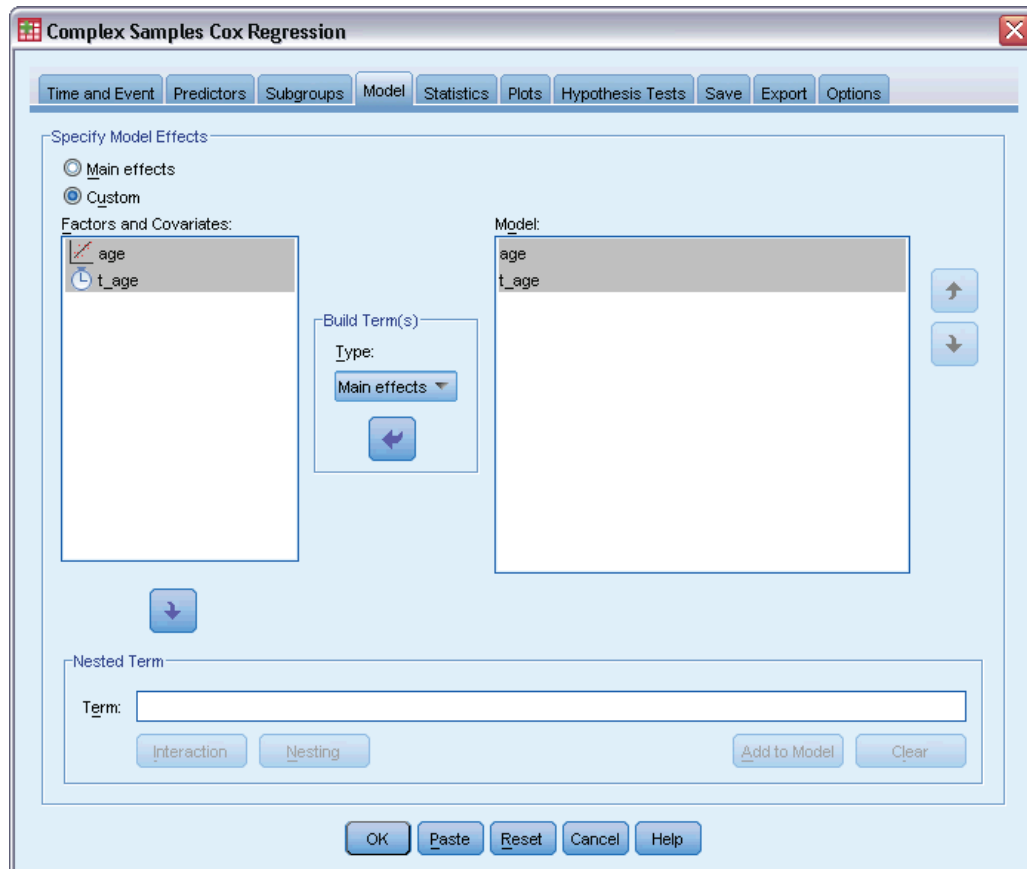 Complex Samples Cox Regression
Time and Event Predictors Subgroups Model Statistics Plots Hypothesis Tests Save Export Options
Specify Model Effects
Main effects
Custom
Factors and Covariates:
age
t_age
Build Term(s)
Type:
Main effects
Model:
age
t_age
Nested Term
Term:
Interaction Nesting Add to Model Clear
OK Paste Reset Cancel Help